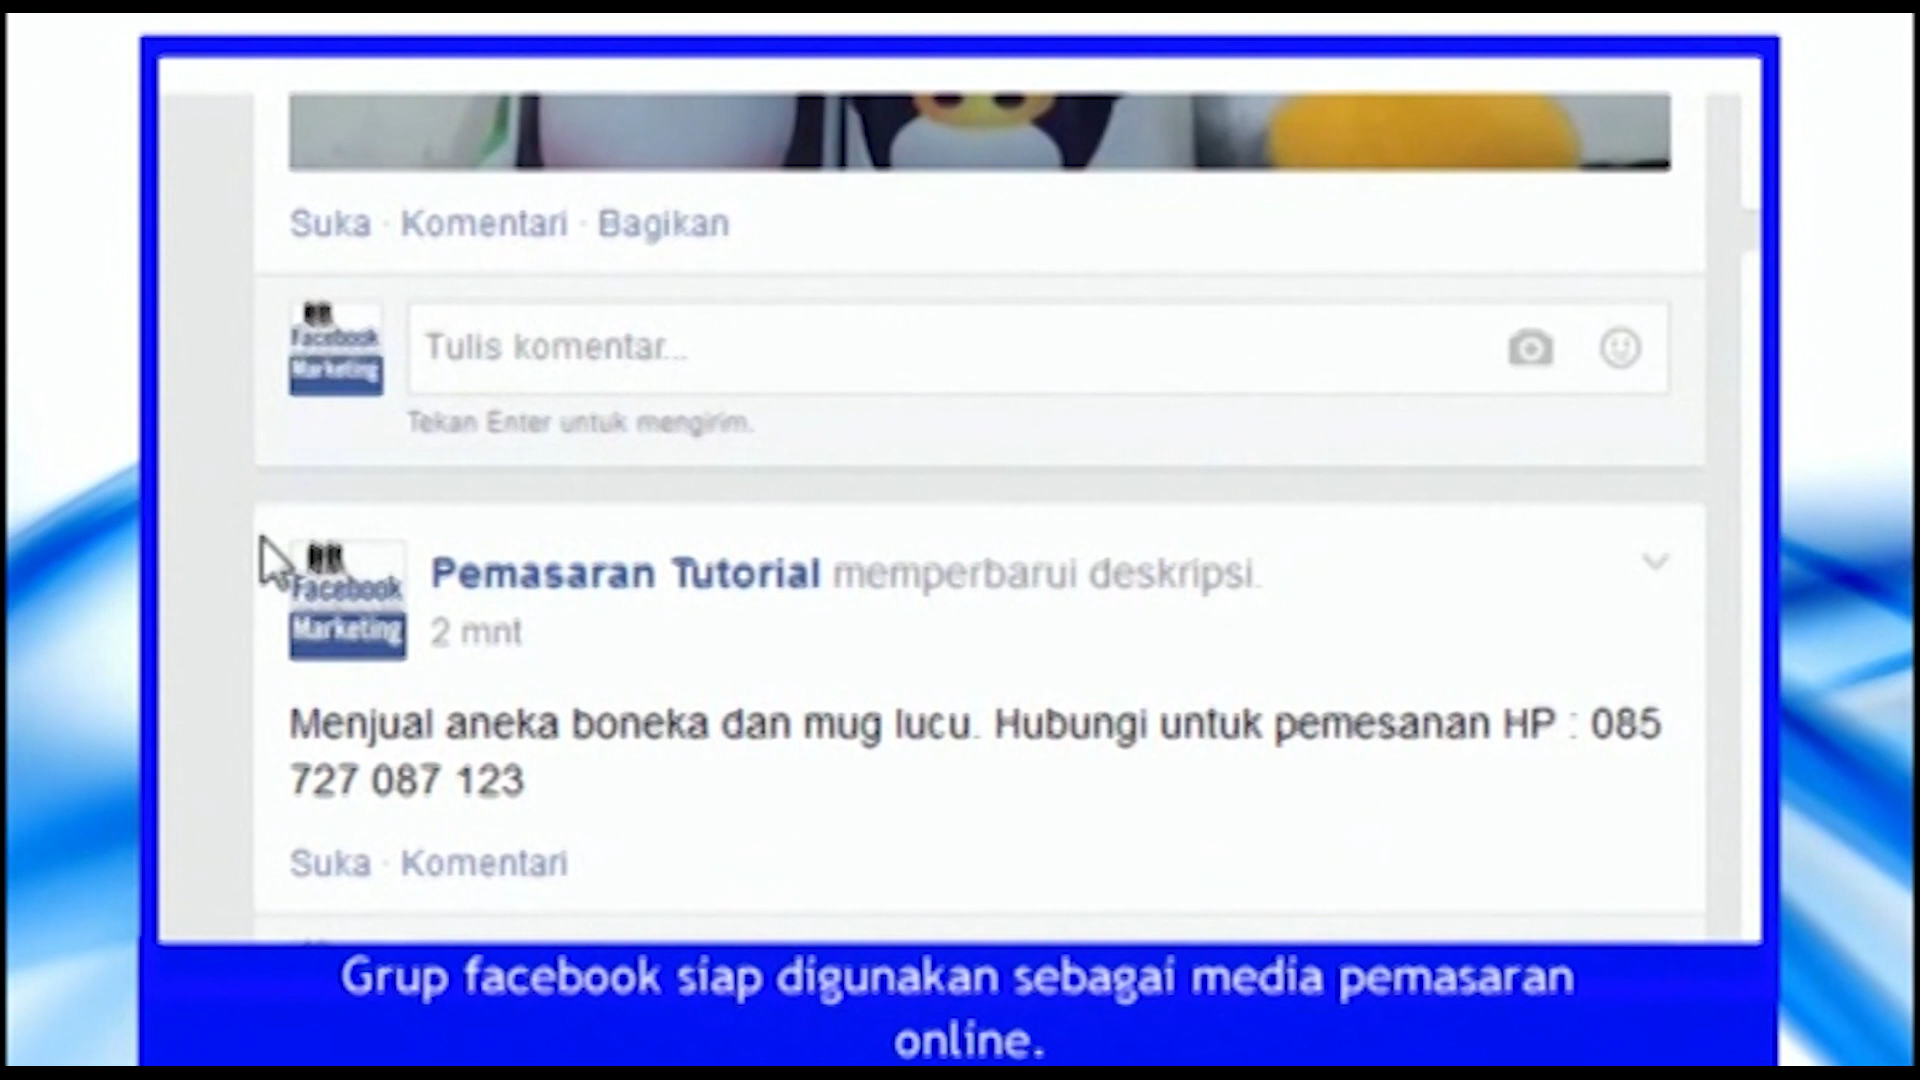 Suka · Komentari · Bagikan
Facebook
Marketing
Tulis komentar...
Tekan Enter untuk mengirim.
Facebook
Marketing
Pemasaran Tutorial memperbarui deskripsi.
2 mnt
Menjual aneka boneka dan mug lucu. Hubungi untuk pemesanan HP : 085
727 087 123
Suka · Komentari
Grup facebook siap digunakan sebagai media pemasaran
online.